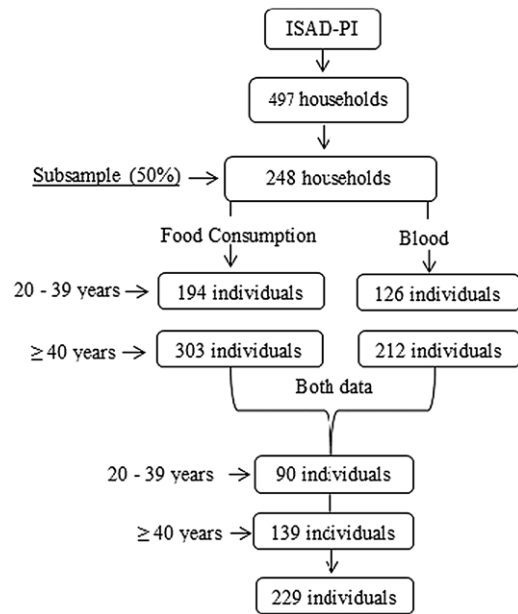 ISAD-PI
497 households
Subsample (50%)
248 households
Food Consumption
Blood
20 - 39 years
194 individuals
126 individuals
≥ 40 years
303 individuals
212 individuals
Both data
20 - 39 years
90 individuals
≥ 40 years
139 individuals
229 individuals